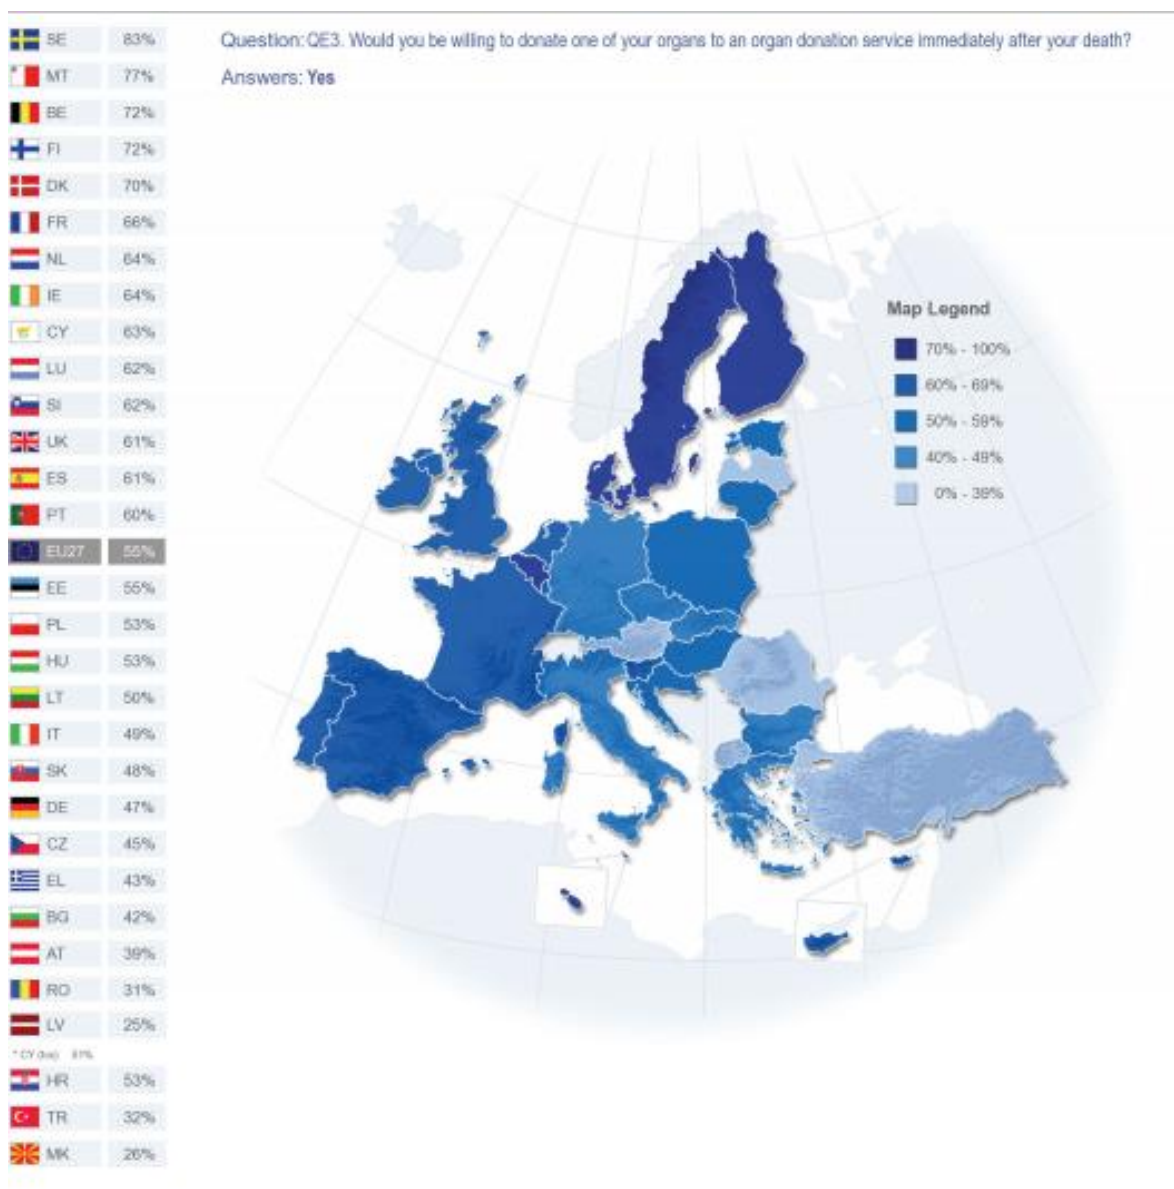 Question: QE3. Would you be willing to donate one of your organs to an organ donation service immediately after your death?
Answers: Yes
SE 83%
MT 77%
BE 72%
FI 72%
DK 70%
FR 66%
NL 64%
IE 64%
CY 63%
LU 62%
SI 62%
UK 61%
ES 61%
PT 60%
EU27 55%
EE 55%
PL 53%
HU 53%
LT 50%
IT 49%
SK 48%
DE 47%
CZ 45%
EL 43%
BG 42%
AT 39%
RO 31%
LV 25%
* CY
HR 53%
TR 32%
MK 26%
Map Legend
70% - 100%
60% - 69%
50% - 59%
40% - 49%
0% - 39%